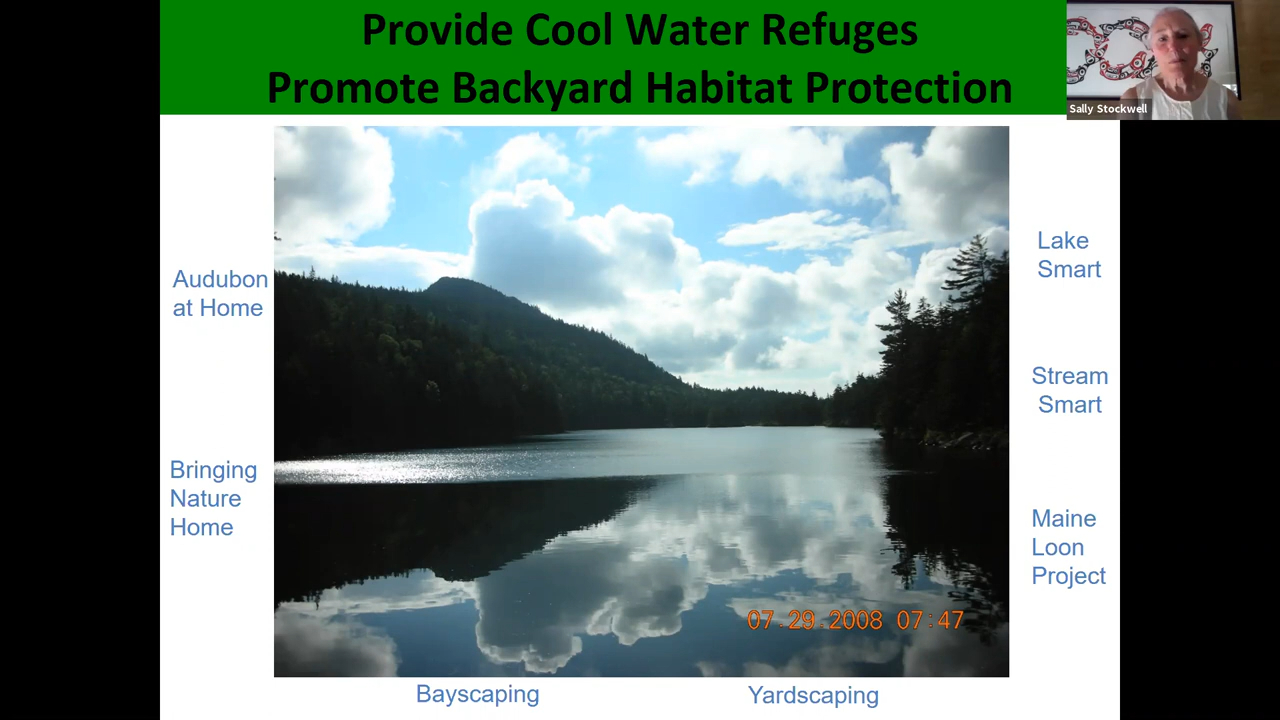 Provide Cool Water Refuges
Promote Backyard Habitat Protection
Sally Stockwell
Audubon
at Home
Bringing
Nature
Home
Lake
Smart
Stream
Smart
Maine
Loon
Project
07.29.2008 07:47
Bayscaping
Yardscaping